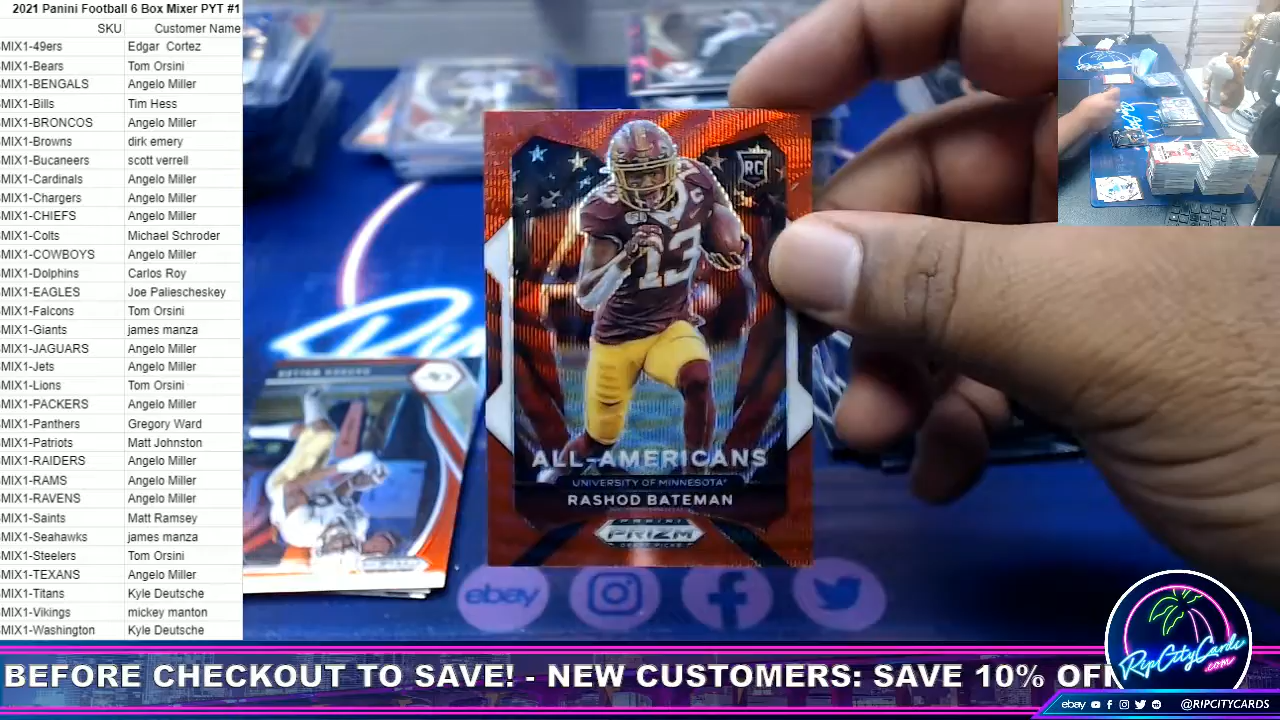 2021 Panini Football 6 Box Mixer PYT #1
SKU Customer Name
MIX1-49ers Edgar Cortez
MIX1-Bears Tom Orsini
MIX1-BENGALS Angelo Miller
MIX1-Bills Tim Hess
MIX1-BRONCOS Angelo Miller
MIX1-Browns dirk emery
MIX1-Bucaneers scott verrell
MIX1-Cardinals Angelo Miller
MIX1-Chargers Angelo Miller
MIX1-CHIEFS Angelo Miller
MIX1-Colts Michael Schroder
MIX1-COWBOYS Angelo Miller
MIX1-Dolphins Carlos Roy
MIX1-EAGLES Joe Paliescheskey
MIX1-Falcons Tom Orsini
MIX1-Giants james manza
MIX1-JAGUARS Angelo Miller
MIX1-Jets Angelo Miller
MIX1-Lions Tom Orsini
MIX1-PACKERS Angelo Miller
MIX1-Panthers Gregory Ward
MIX1-Patriots Matt Johnston
MIX1-RAIDERS Angelo Miller
MIX1-RAMS Angelo Miller
MIX1-RAVENS Angelo Miller
MIX1-Saints Matt Ramsey
MIX1-Seahawks james manza
MIX1-Steelers Tom Orsini
MIX1-TEXANS Angelo Miller
MIX1-Titans Kyle Deutsche
MIX1-Vikings mickey manton
MIX1-Washington Kyle Deutsche
RC
13
ALL-AMERICANS
UNIVERSITY OF MINNESOTA
RASHOD BATEMAN
PANINI
PRIZM
DRAFT PICKS
ebay
BEFORE CHECKOUT TO SAVE! - NEW CUSTOMERS: SAVE 10% OFF
RipCityCards
.com
ebay @RIPCITYCARDS